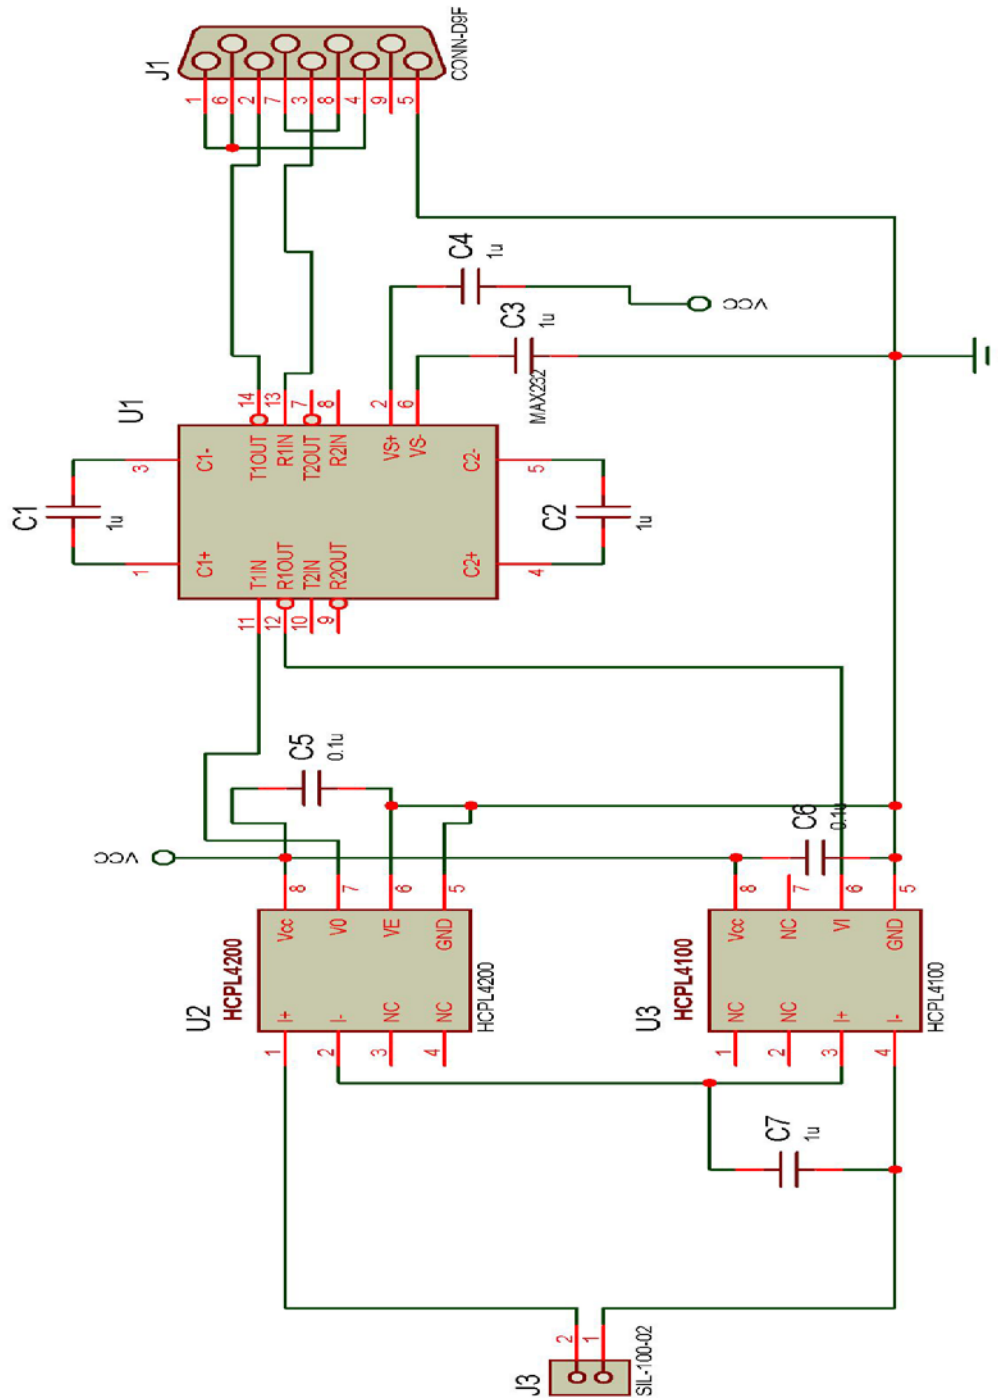 J1
CONN-D9F
1
6
2
7
3
8
4
9
5
C4
1u
C3
1u
VCC
MAX232
U1
14
13
7
8
2
6
T1OUT
R1IN
T2OUT
R2IN
VS+
VS-
C1
1u
3
C1-
C2-
5
C2
1u
1
C1+
C2+
4
T1IN
R1OUT
T2IN
R2OUT
11
12
10
9
C5
0.1u
VCC
C6
0.1u
8
7
6
5
Vcc
V0
VE
GND
U2
HCPL4200
HCPL4200
I+
I-
NC
NC
1
2
3
4
8
7
6
5
Vcc
NC
VI
GND
U3
HCPL4100
HCPL4100
NC
NC
I+
I-
1
2
3
4
C7
1u
J3
2
1
SIL-100-02